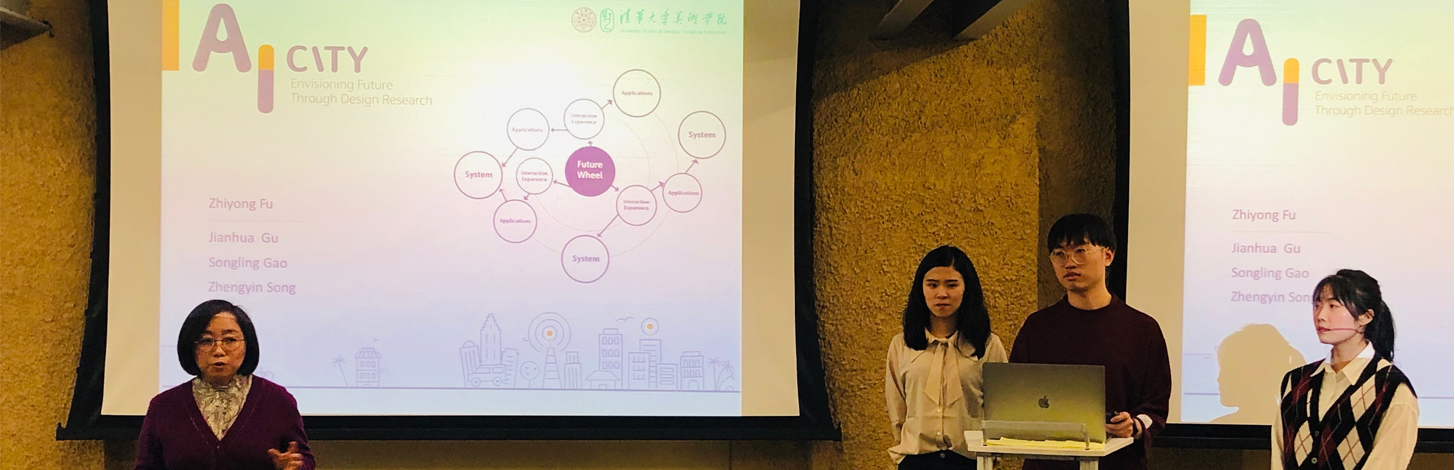 AI CITY
Envisioning Future
Through Design Research
清华大学美術学院
Zhiyong Fu
Jianhua Gu
Songling Gao
Zhengyin Song
Applications
Interaction
Experience
Applications
System
Future
Wheel
System
Interaction
Experience
Applications
Interaction
Experience
Applications
System
AI CITY
Envisioning Future
Through Design Research
Zhiyong Fu
Jianhua Gu
Songling Gao
Zhengyin Son